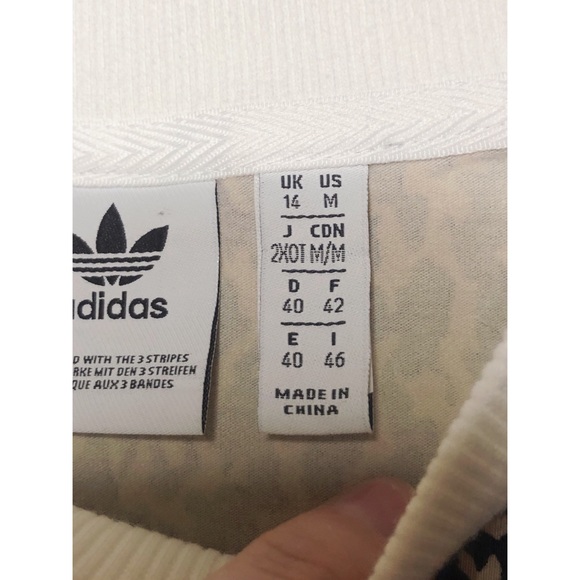 adidas
D WITH THE 3 STRIPES
RKE MIT DEN 3 STREIFEN
QUE AUX 3 BANDES
UK US
14 M
J CDN
2XOT M/M
D F
40 42
E I
40 46
MADE IN
CHINA